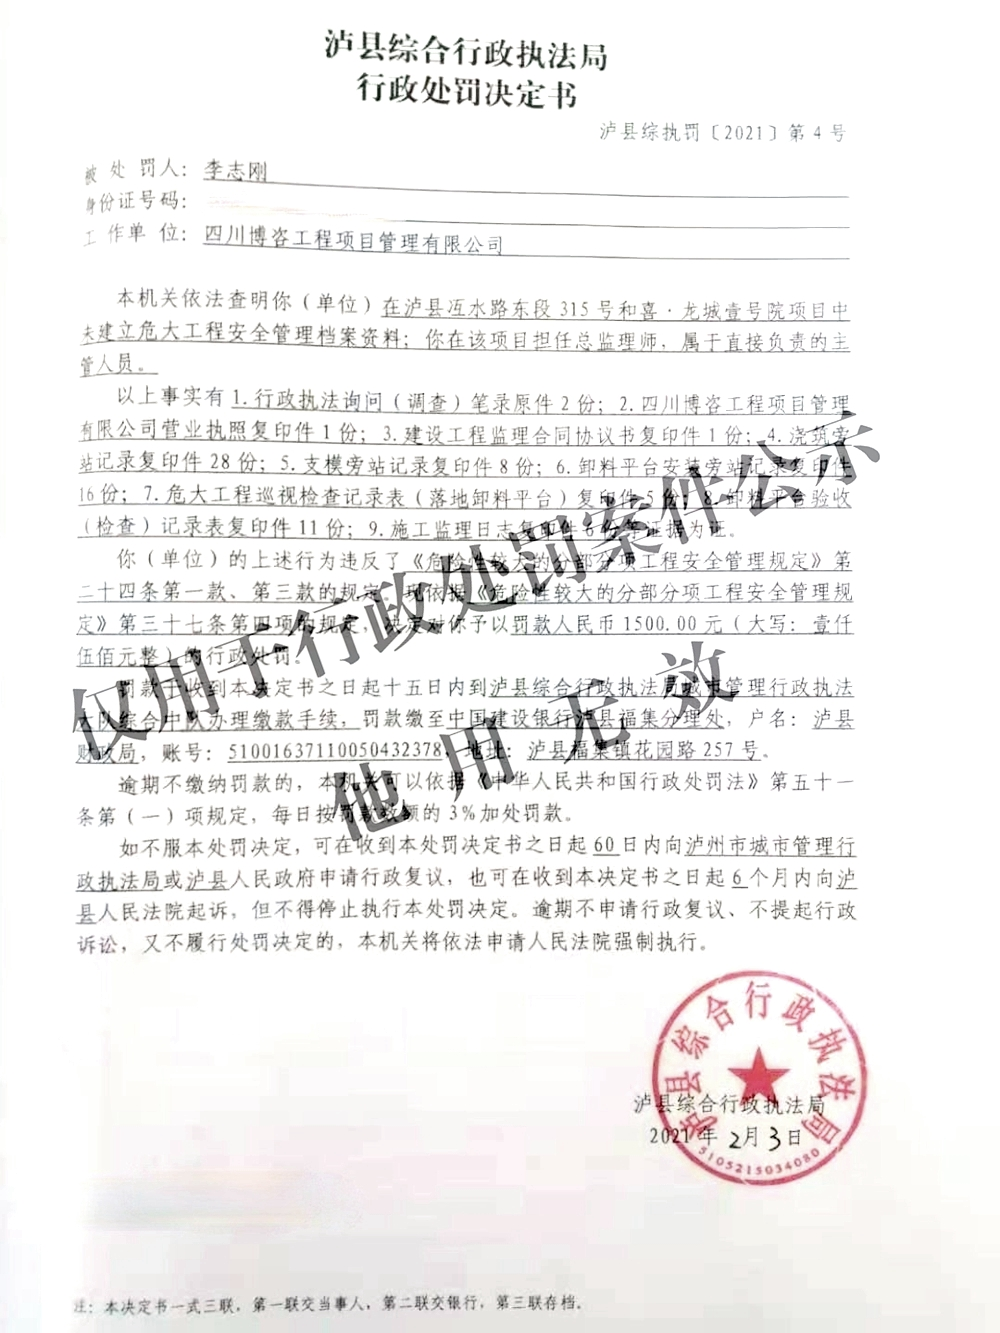 泸县综合行政执法局
行政处罚决定书
泸县综执罚〔2021〕第4号
被处罚人：李志刚
身份证号码：
工作单位：四川博咨工程项目管理有限公司
本机关依法查明你（单位）在泸县冱水路东段315号和喜·龙城壹号院项目中
未建立危大工程安全管理档案资料；你在该项目担任总监理师，属于直接负责的主
管人员。
以上事实有1.行政执法询问（调查）笔录原件2份；2.四川博咨工程项目管理
有限公司营业执照复印件1份；3.建设工程监理合同协议书复印件1份；4.浇筑旁
站记录复印件28份；5.支模旁站记录复印件8份；6.卸料平台安装旁站记录复印件
16份；7.危大工程巡视检查记录表（落地卸料平台）复印件5份；8.卸料平台验收
（检查）记录表复印件11份；9.施工监理日志复印件6份等证据为证。
你（单位）的上述行为违反了《危险性较大的分部分项工程安全管理规定》第
二十四条第一款、第三款的规定。现依据《危险性较大的分部分项工程安全管理规
定》第三十七条第四项的规定，决定对你予以罚款人民币1500.00元（大写：壹仟
伍佰元整）的行政处罚。
罚款于收到本决定书之日起十五日内到泸县综合行政执法局城市管理行政执法
大队综合中队办理缴款手续，罚款缴至中国建设银行泸县福集分理处，户名：泸县
财政局，账号：51001637110050432378，地址：泸县福集镇花园路257号。
逾期不缴纳罚款的，本机关可以依据《中华人民共和国行政处罚法》第五十一
条第（一）项规定，每日按罚款数额的3%加处罚款。
如不服本处罚决定，可在收到本处罚决定书之日起60日内向泸州市城市管理行
政执法局或泸县人民政府申请行政复议，也可在收到本决定书之日起6个月内向泸
县人民法院起诉，但不得停止执行本处罚决定。逾期不申请行政复议、不提起行政
诉讼，又不履行处罚决定的，本机关将依法申请人民法院强制执行。
仅用于行政处罚案件公示
他用无效
泸县综合行政执法局
泸县综合行政执法局
2021年2月3日
5105215034080
注：本决定书一式三联，第一联交当事人，第二联交银行，第三联存档.